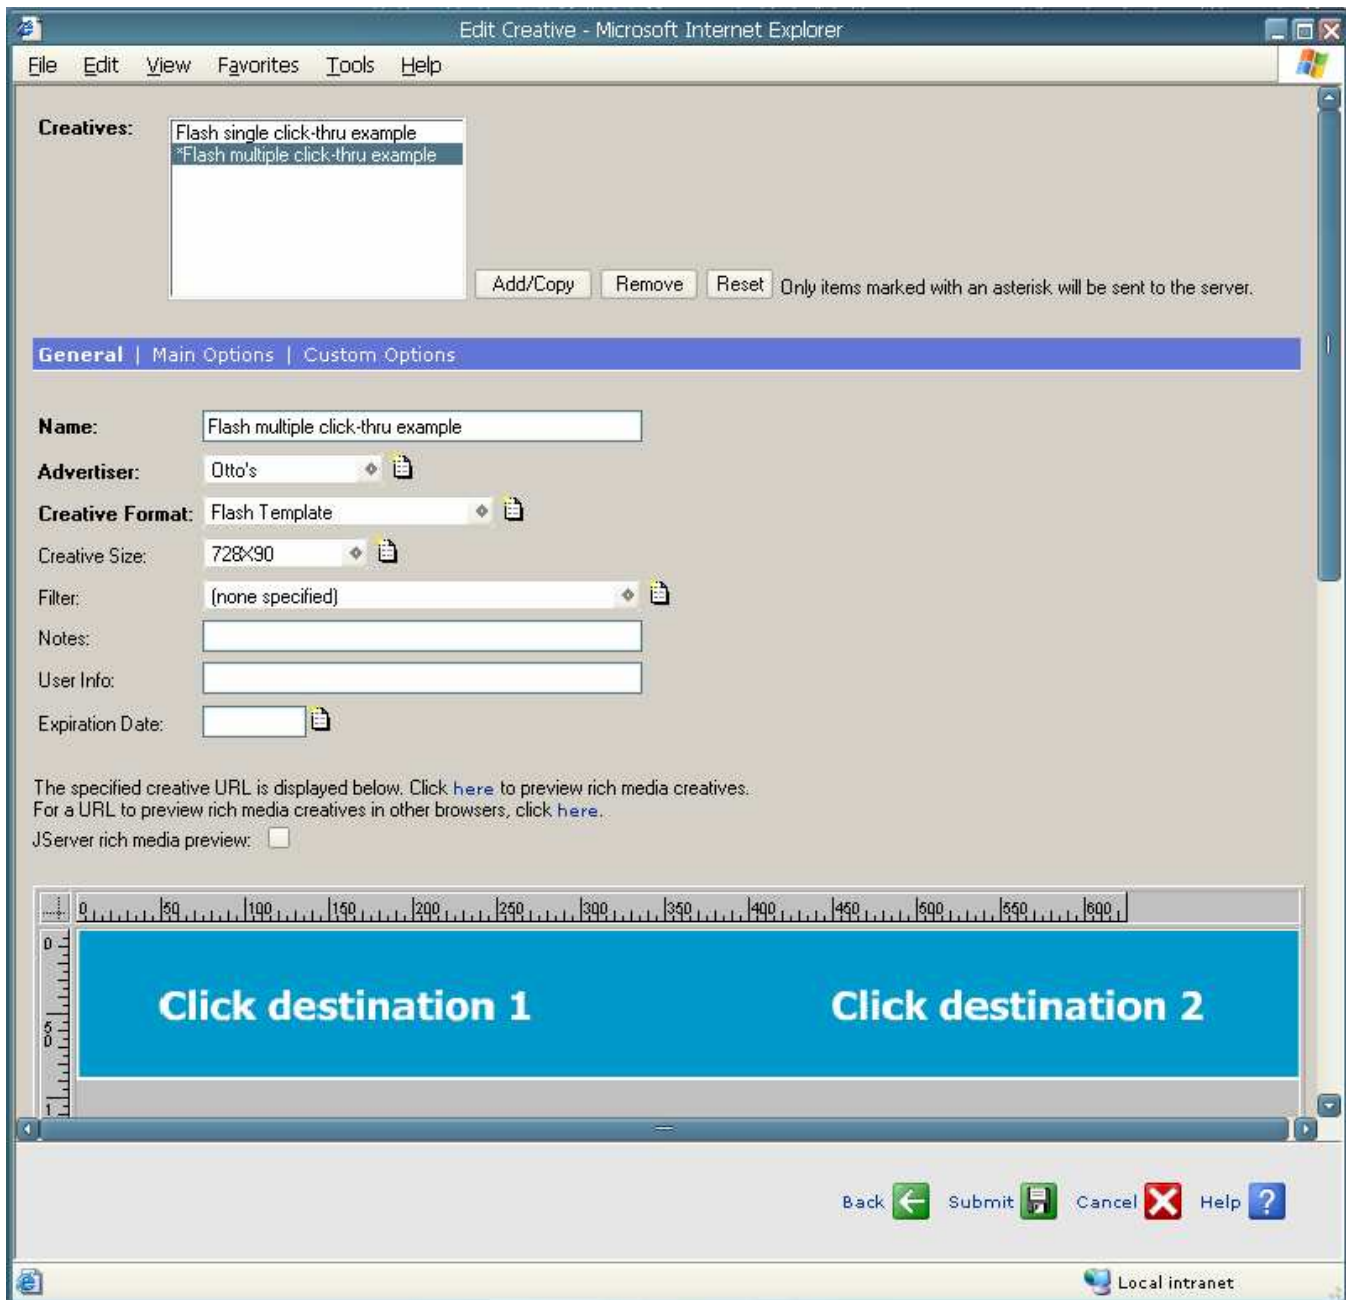 Edit Creative - Microsoft Internet Explorer
File Edit View Favorites Tools Help
Creatives:
Flash single click-thru example
*Flash multiple click-thru example
Add/Copy Remove Reset Only items marked with an asterisk will be sent to the server.
General | Main Options | Custom Options
Name: Flash multiple click-thru example
Advertiser: Otto's
Creative Format: Flash Template
Creative Size: 728X90
Filter: (none specified)
Notes:
User Info:
Expiration Date:
The specified creative URL is displayed below. Click here to preview rich media creatives.
For a URL to preview rich media creatives in other browsers, click here.
JServer rich media preview:
0 50 100 150 200 250 300 350 400 450 500 550 600
0
Click destination 1 Click destination 2
50
1
Back Submit Cancel Help ?
Local intranet